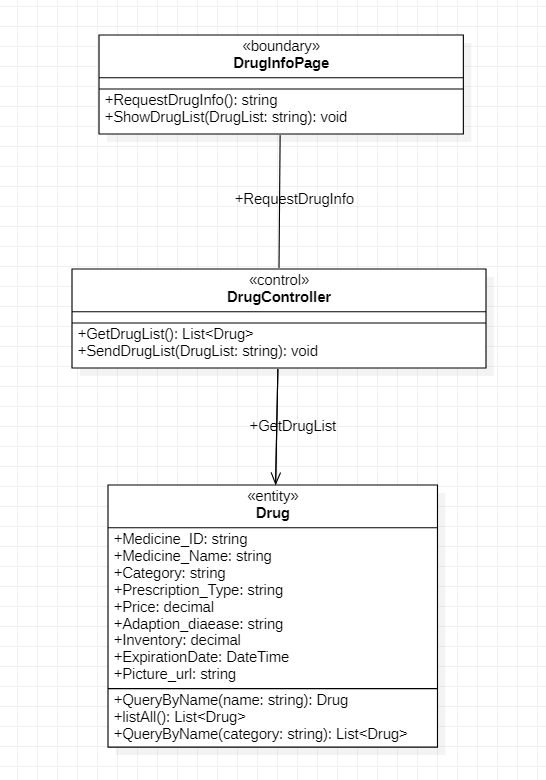 «boundary»
DrugInfoPage
+RequestDrugInfo(): string
+ShowDrugList(DrugList: string): void
+RequestDrugInfo
«control»
DrugController
+GetDrugList(): List<Drug>
+SendDrugList(DrugList: string): void
+GetDrugList
«entity»
Drug
+Medicine_ID: string
+Medicine_Name: string
+Category: string
+Prescription_Type: string
+Price: decimal
+Adaption_diaease: string
+Inventory: decimal
+ExpirationDate: DateTime
+Picture_url: string
+QueryByName(name: string): Drug
+listAll(): List<Drug>
+QueryByName(category: string): List<Drug>